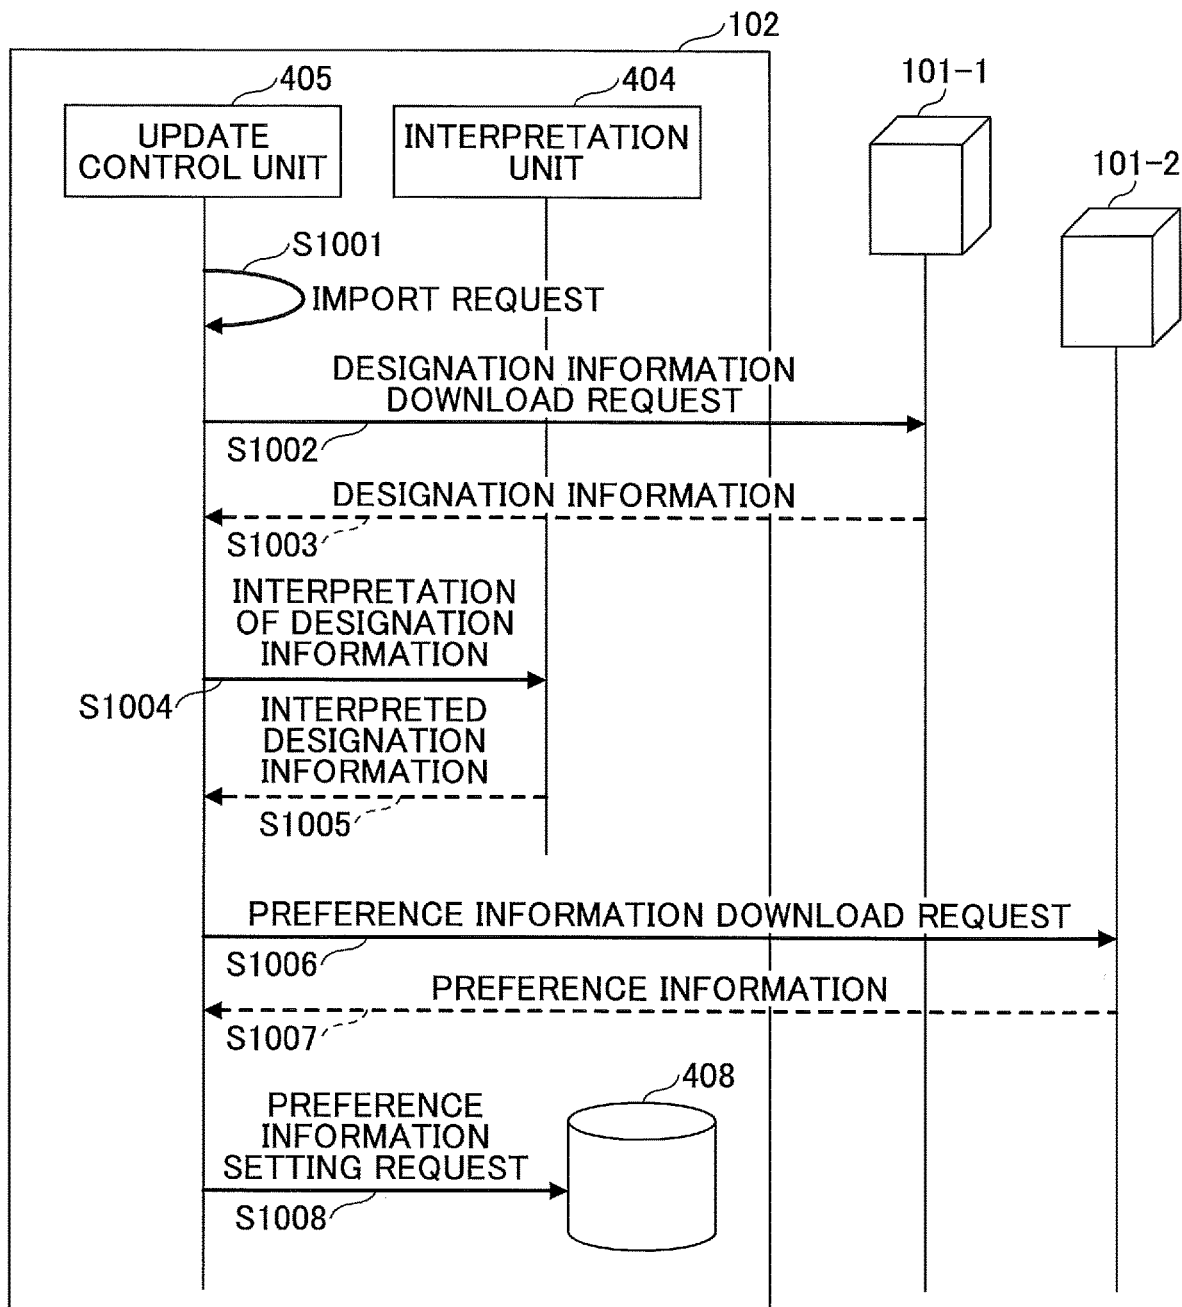 102
405
404
101-1
UPDATE
CONTROL UNIT
INTERPRETATION
UNIT
101-2
S1001
IMPORT REQUEST
DESIGNATION INFORMATION
DOWNLOAD REQUEST
S1002
DESIGNATION INFORMATION
S1003
INTERPRETATION
OF DESIGNATION
INFORMATION
S1004
INTERPRETED
DESIGNATION
INFORMATION
S1005
PREFERENCE INFORMATION DOWNLOAD REQUEST
S1006
PREFERENCE INFORMATION
S1007
408
PREFERENCE
INFORMATION
SETTING REQUEST
S1008